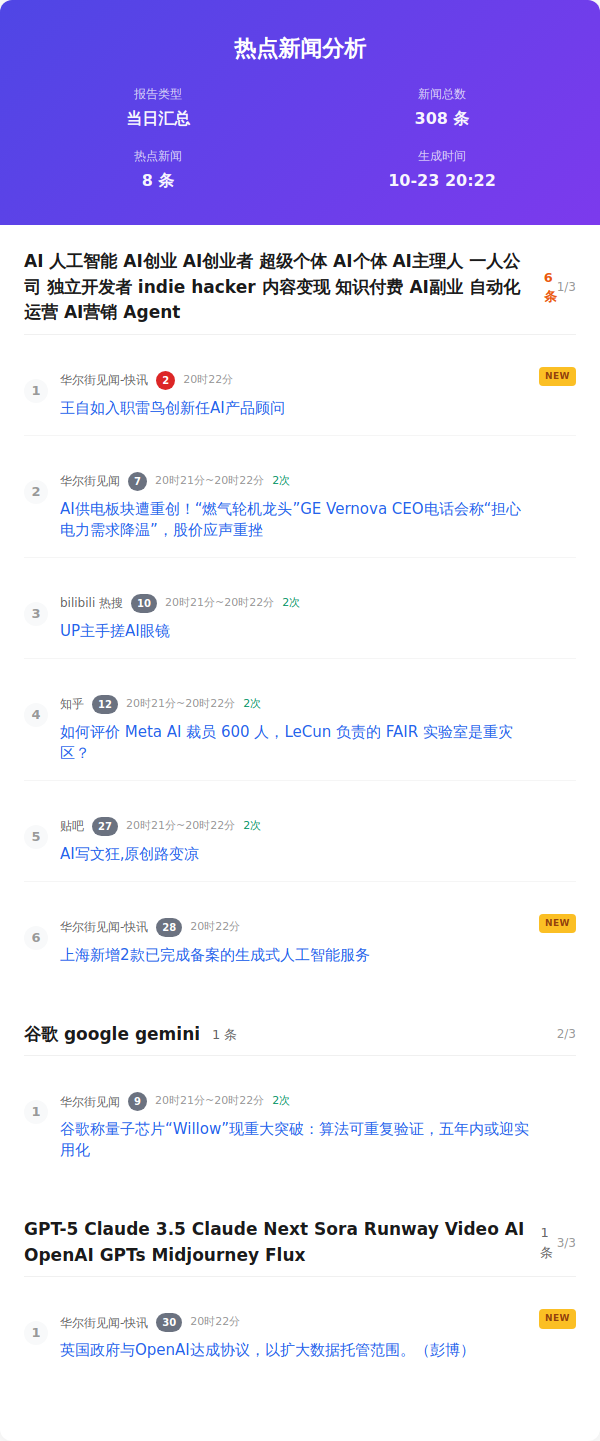 热点新闻分析
报告类型
新闻总数
当日汇总
308 条
热点新闻
生成时间
8 条
10-23 20:22
AI 人工智能 AI创业 AI创业者 超级个体 AI个体 AI主理人 一人公
司 独立开发者 indie hacker 内容变现 知识付费 AI副业 自动化
运营 AI营销 Agent
6
条
1/3
1
华尔街见闻-快讯 2 20时22分
NEW
王自如入职雷鸟创新任AI产品顾问
2
华尔街见闻 7 20时21分~20时22分 2次
AI供电板块遭重创！“燃气轮机龙头”GE Vernova CEO电话会称“担心
电力需求降温”，股价应声重挫
3
bilibili 热搜 10 20时21分~20时22分 2次
UP主手搓AI眼镜
4
知乎 12 20时21分~20时22分 2次
如何评价 Meta AI 裁员 600 人，LeCun 负责的 FAIR 实验室是重灾
区？
5
贴吧 27 20时21分~20时22分 2次
AI写文狂,原创路变凉
6
华尔街见闻-快讯 28 20时22分
NEW
上海新增2款已完成备案的生成式人工智能服务
谷歌 google gemini 1 条
2/3
1
华尔街见闻 9 20时21分~20时22分 2次
谷歌称量子芯片“Willow”现重大突破：算法可重复验证，五年内或迎实
用化
GPT-5 Claude 3.5 Claude Next Sora Runway Video AI
OpenAI GPTs Midjourney Flux
1
条
3/3
1
华尔街见闻-快讯 30 20时22分
NEW
英国政府与OpenAI达成协议，以扩大数据托管范围。（彭博）